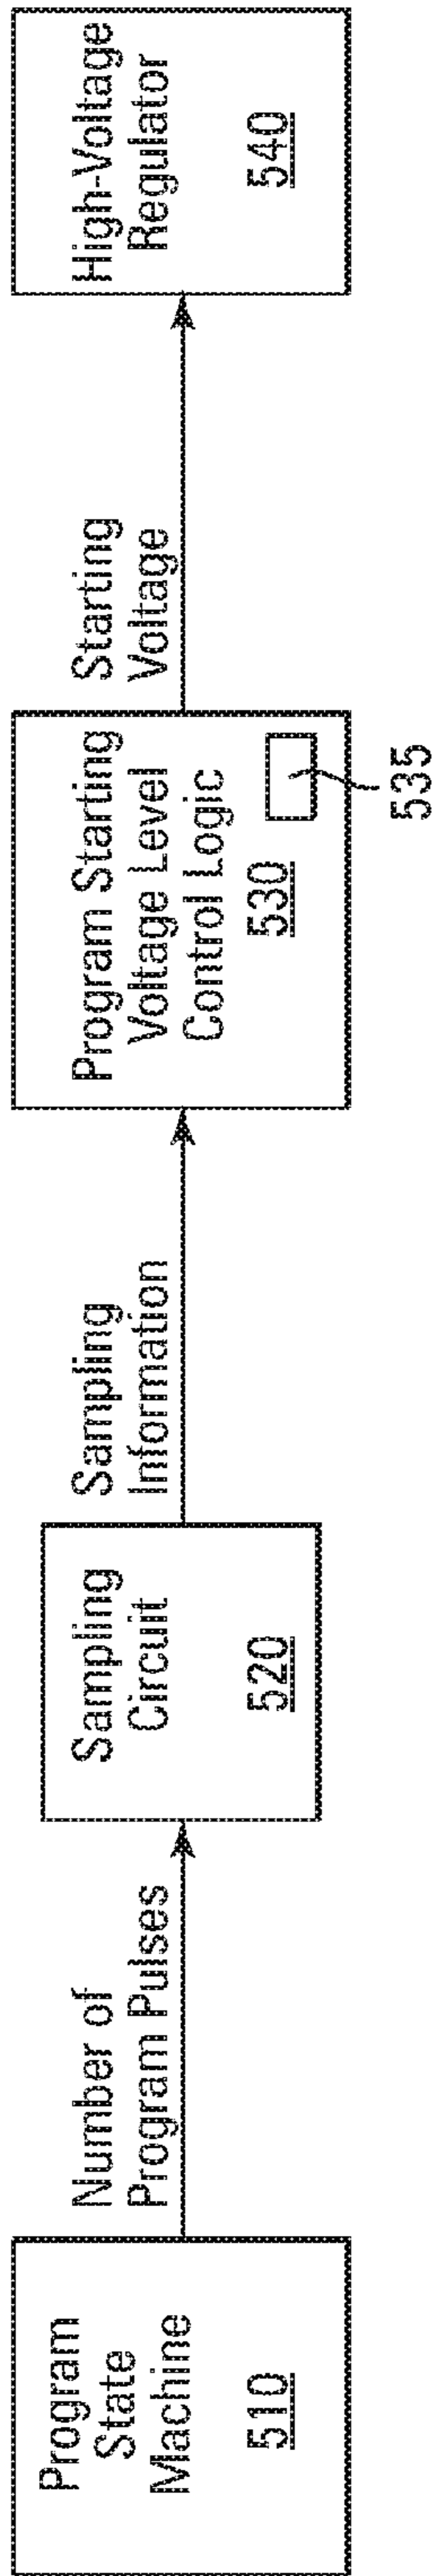 Program
State
Machine
510
Number of
Program Pulses
Sampling
Circuit
520
Sampling
Information
Program Starting
Voltage Level
Control Logic
530
535
Starting
Voltage
High-Voltage
Regulator
540